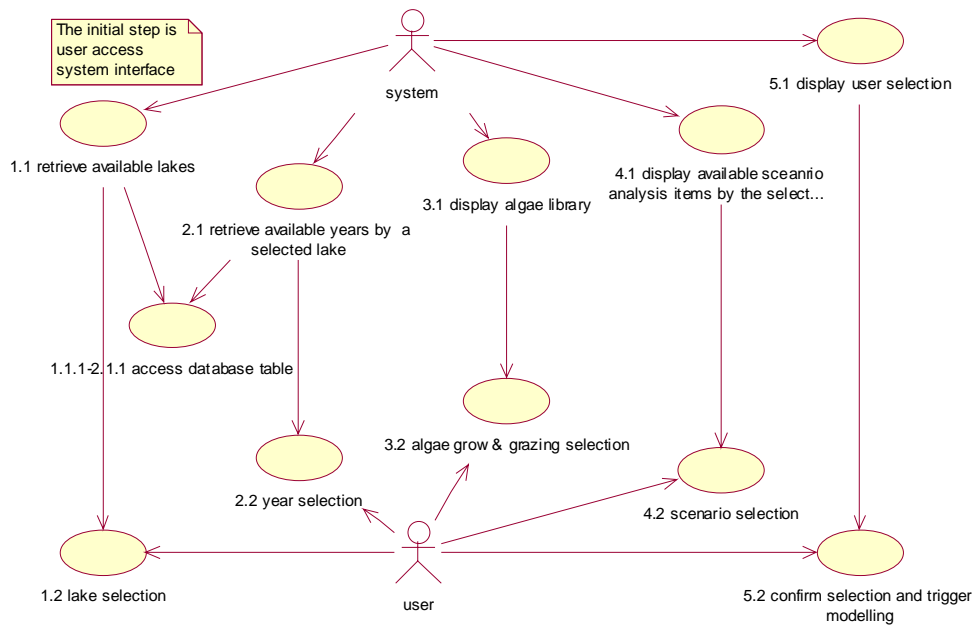 The initial step is
user access
system interface
system
5.1 display user selection
1.1 retrieve available lakes
2.1 retrieve available years by a
selected lake
3.1 display algae library
4.1 display available sceanrio
analysis items by the select...
1.1.1-2.1.1 access database table
3.2 algae grow & grazing selection
2.2 year selection
4.2 scenario selection
1.2 lake selection
user
5.2 confirm selection and trigger
modelling